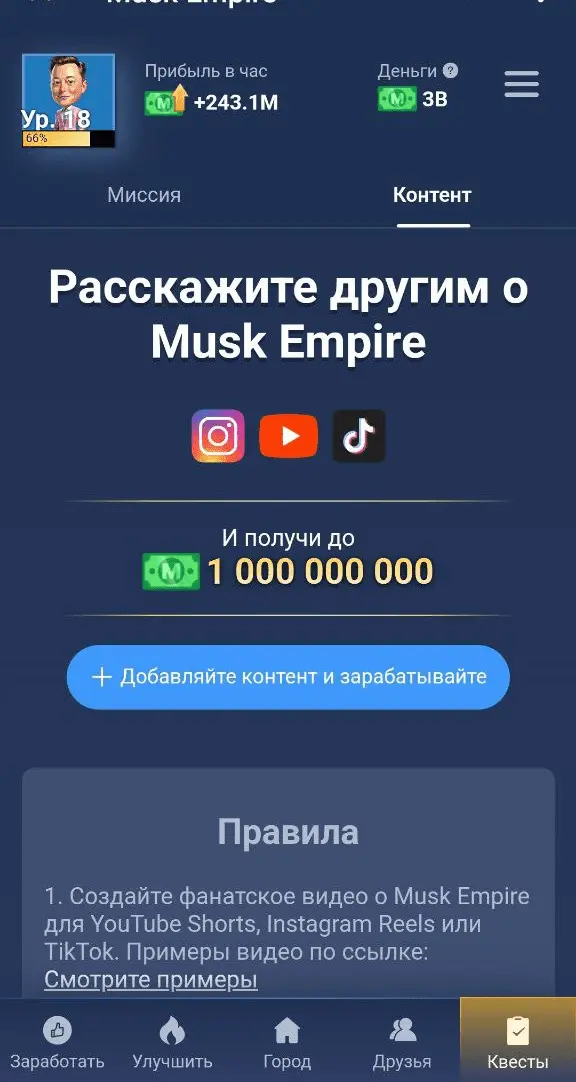 Musk Empire
Прибыль в час
+243.1M
Деньги ?
M 3B
Ур. 18
66%
Миссия
Контент
Расскажите другим о
Musk Empire
И получи до
M 1 000 000 000
+ Добавляйте контент и зарабатывайте
Правила
1. Создайте фанатское видео о Musk Empire
для YouTube Shorts, Instagram Reels или
TikTok. Примеры видео по ссылке:
Смотрите примеры
Заработать
Улучшить
Город
Друзья
Квесты